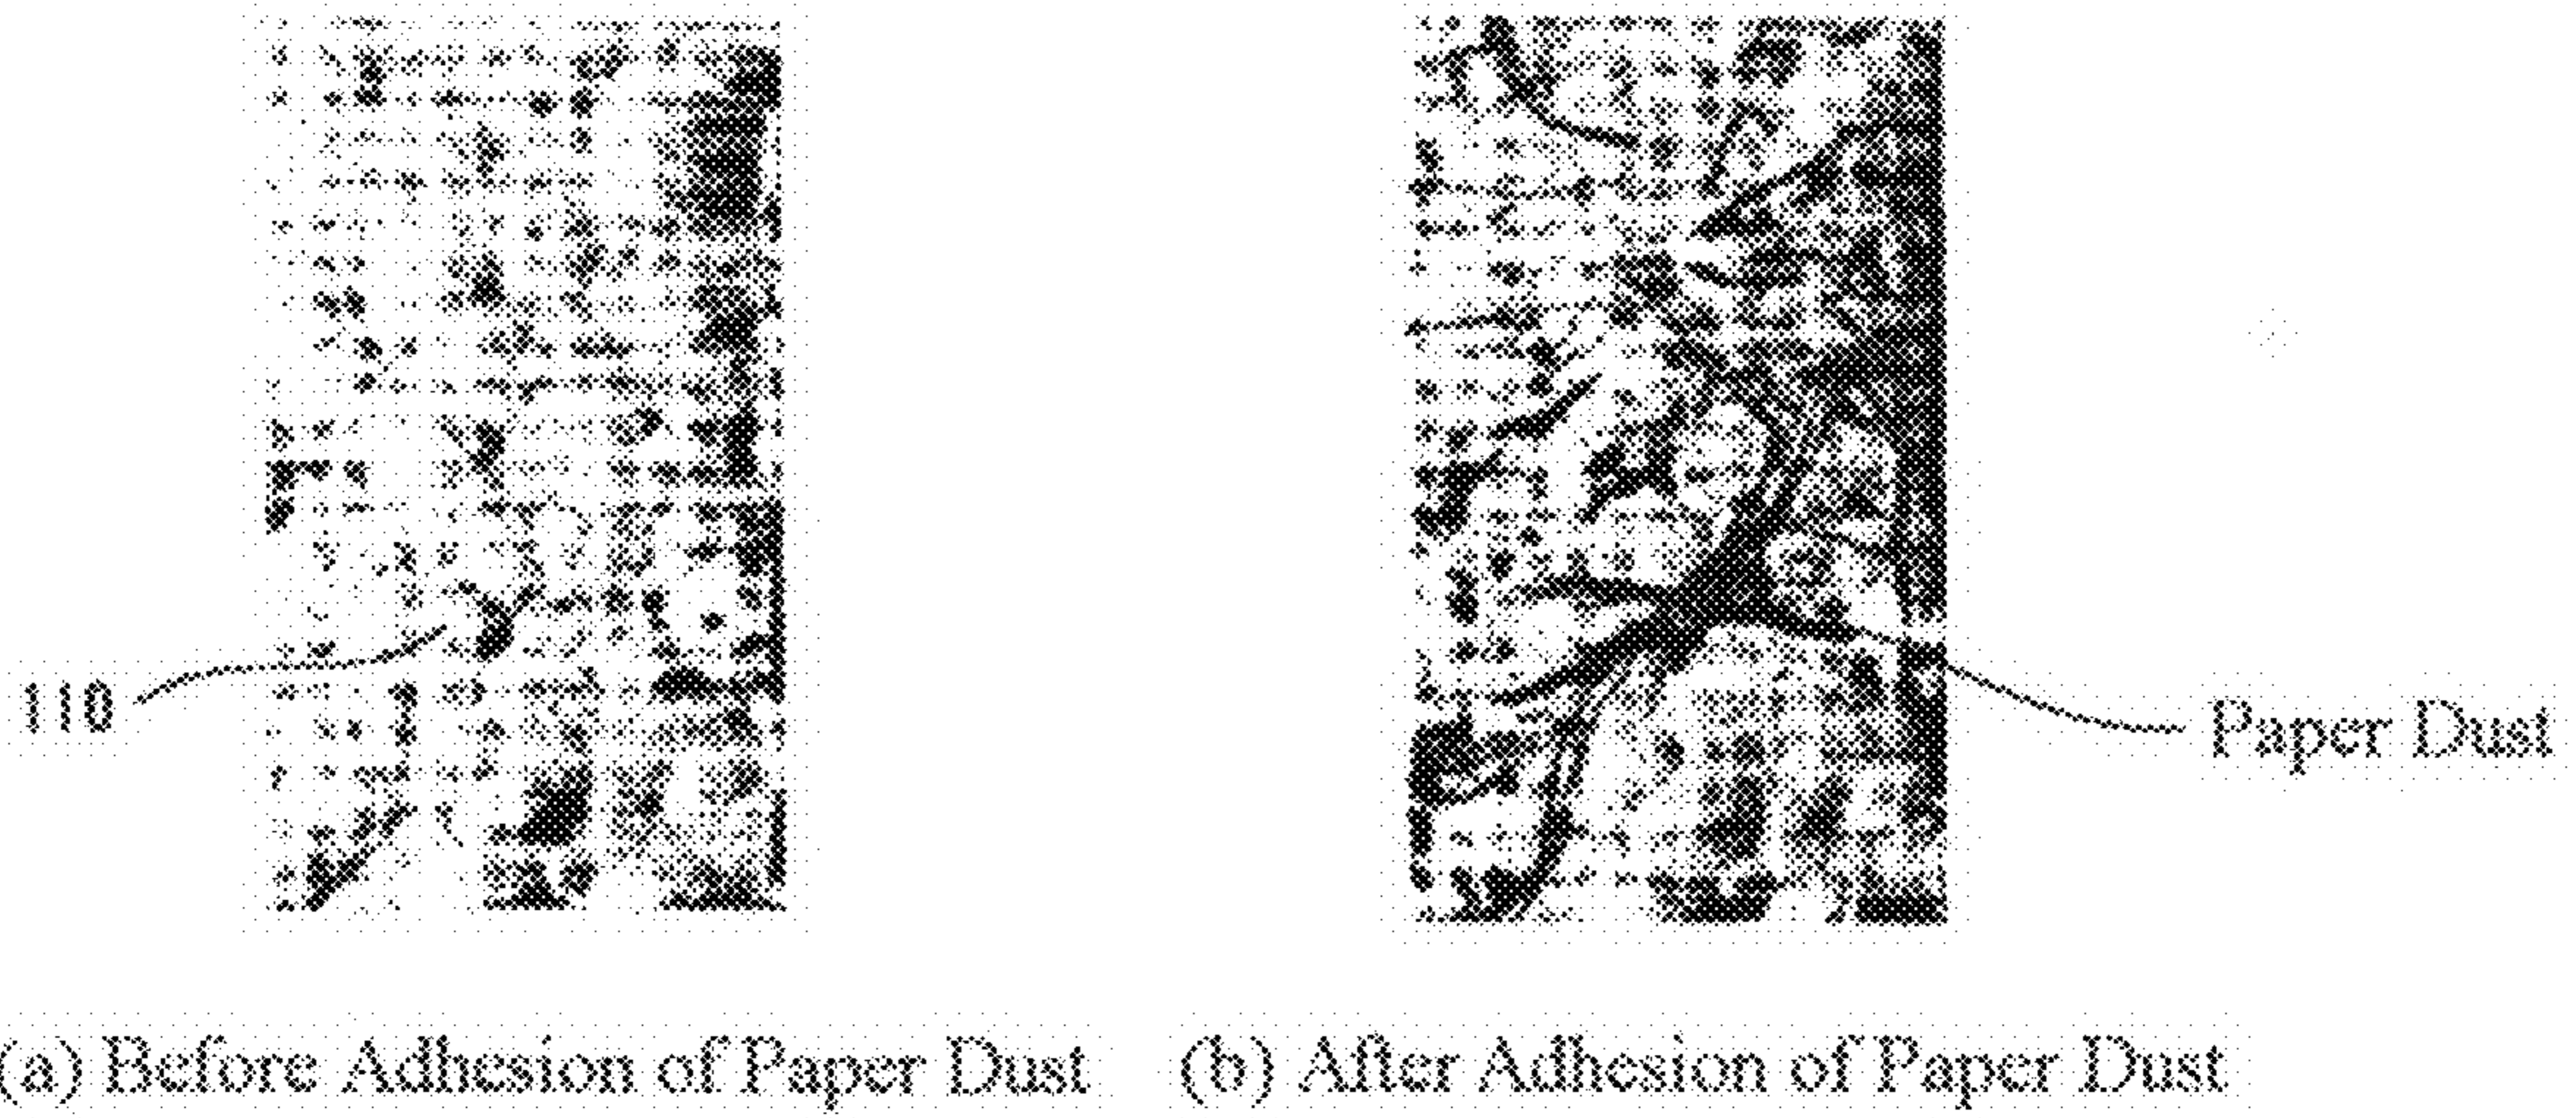 110
Paper Dust
(a) Before Adhesion of Paper Dust
(b) After Adhesion of Paper Dust